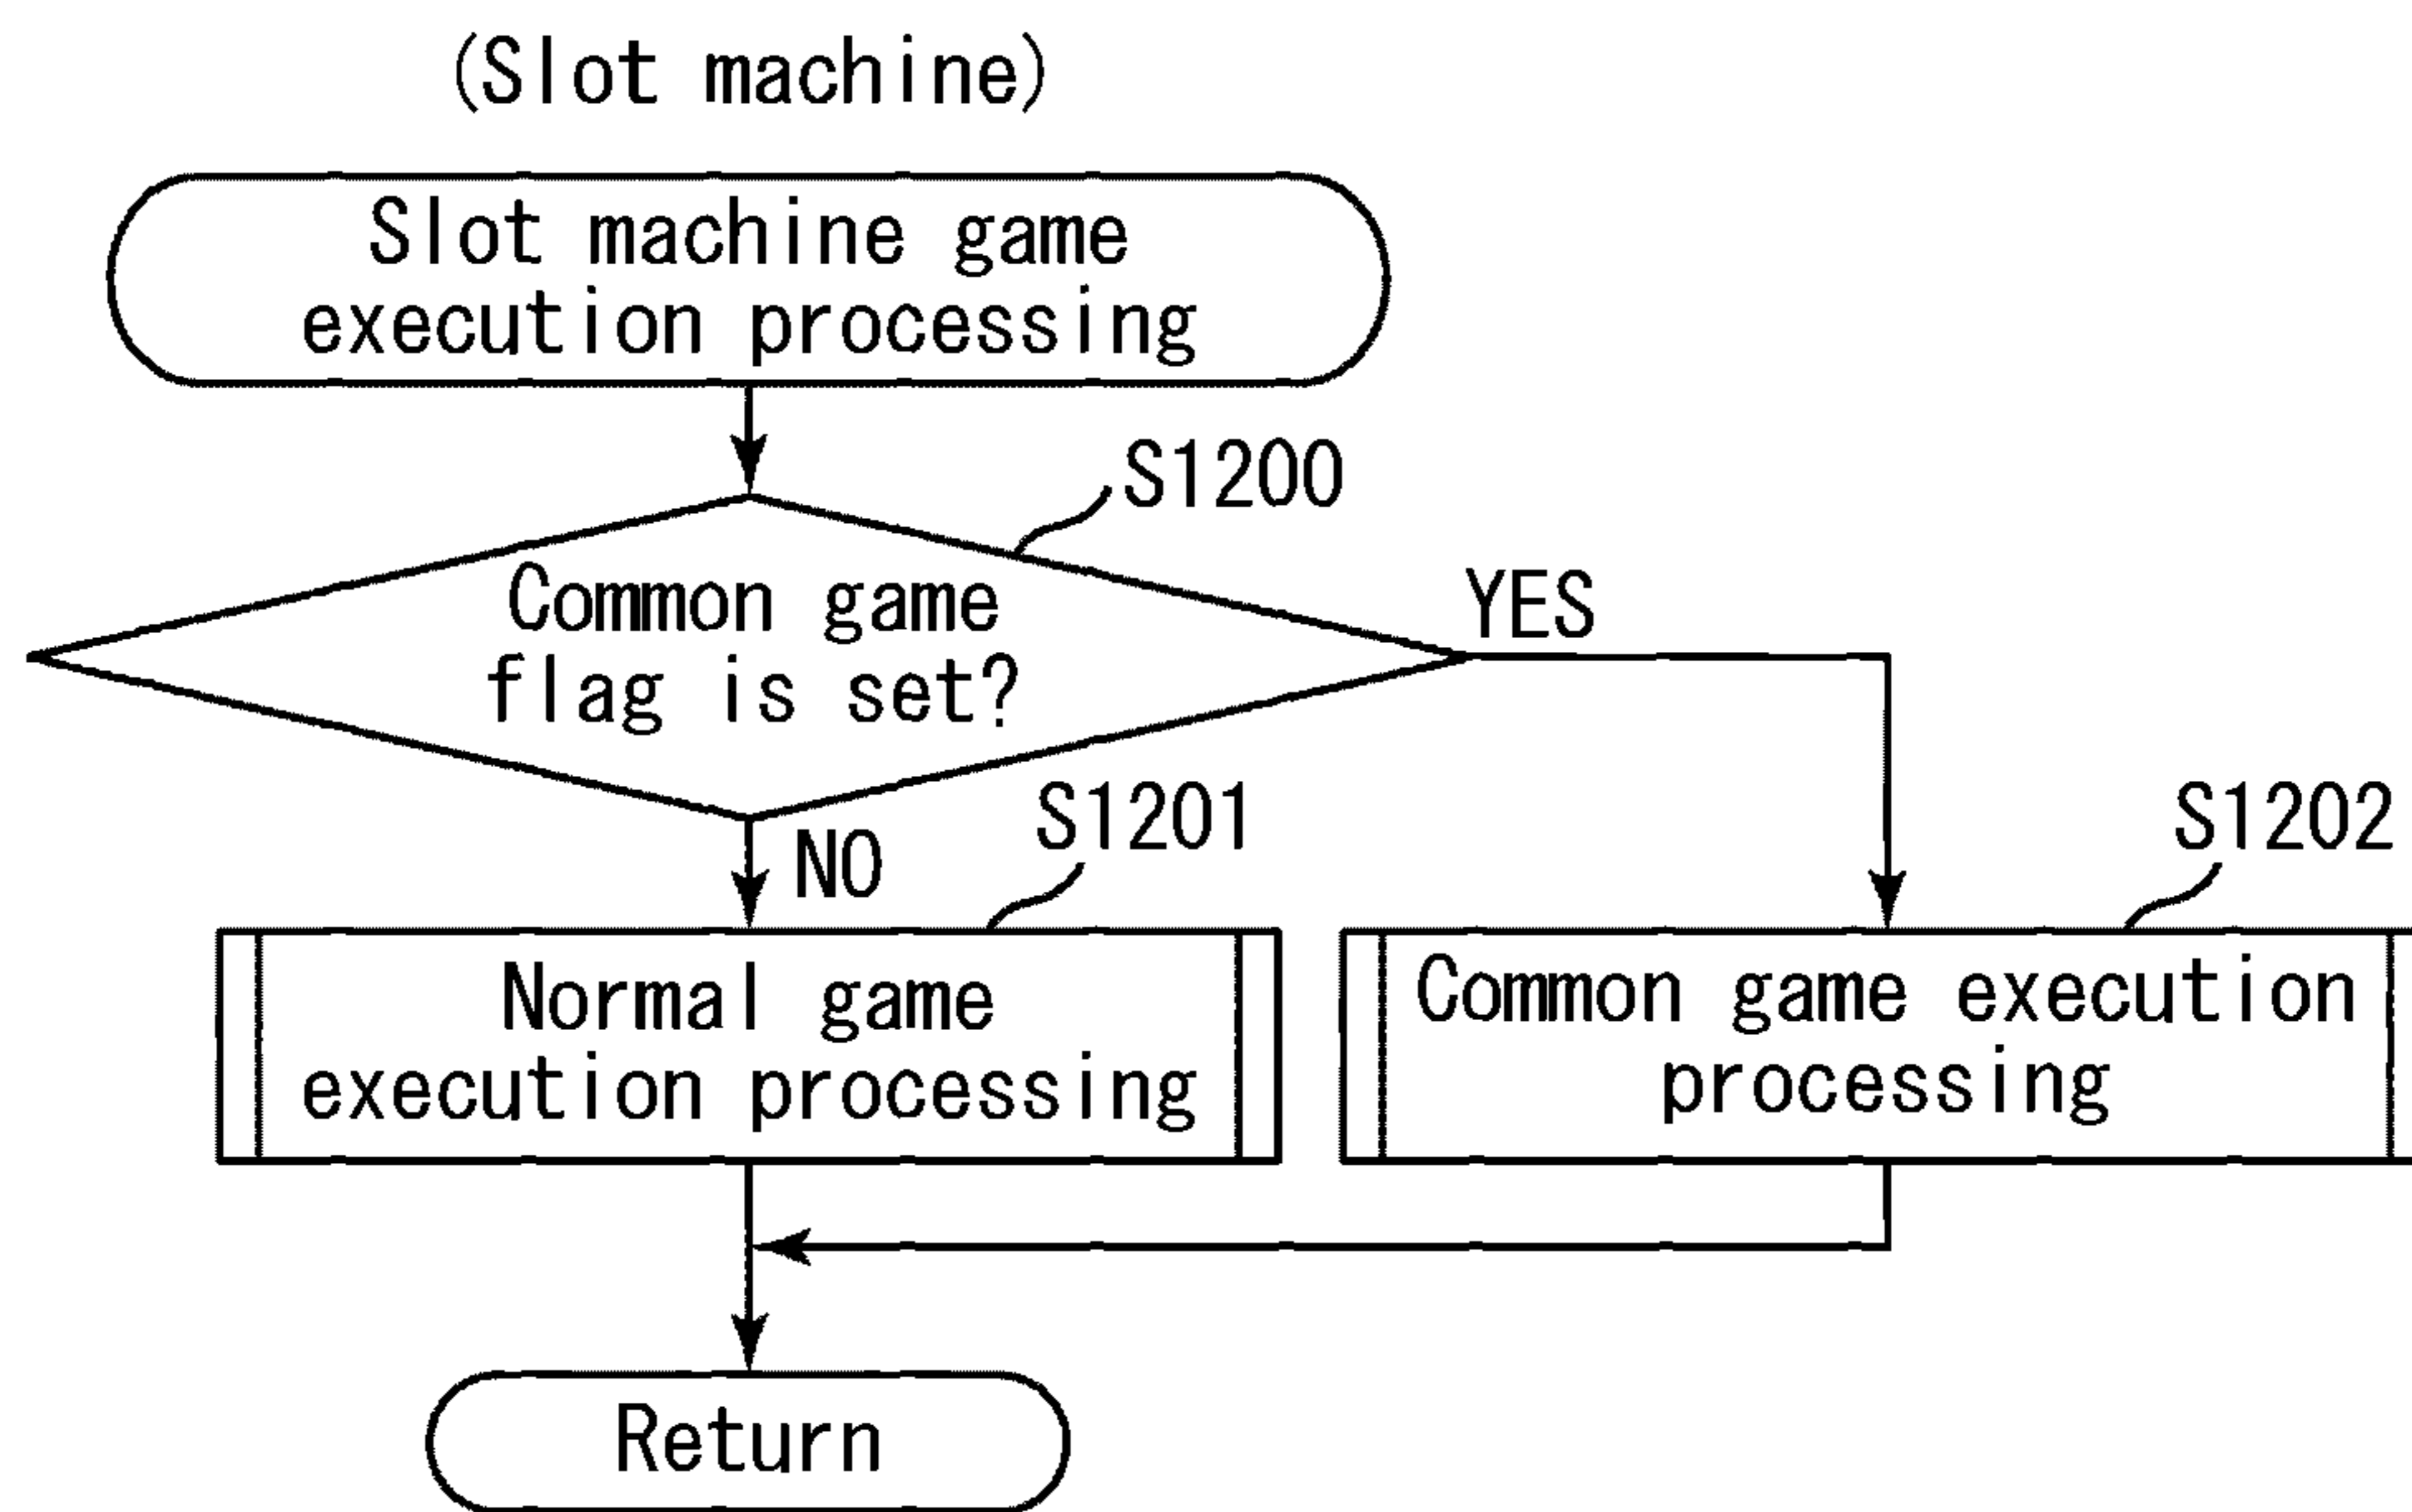 (Slot machine)
Slot machine game
execution processing
S1200
Common game
flag is set?
YES
NO
S1201
S1202
Normal game
execution processing
Common game execution
processing
Return